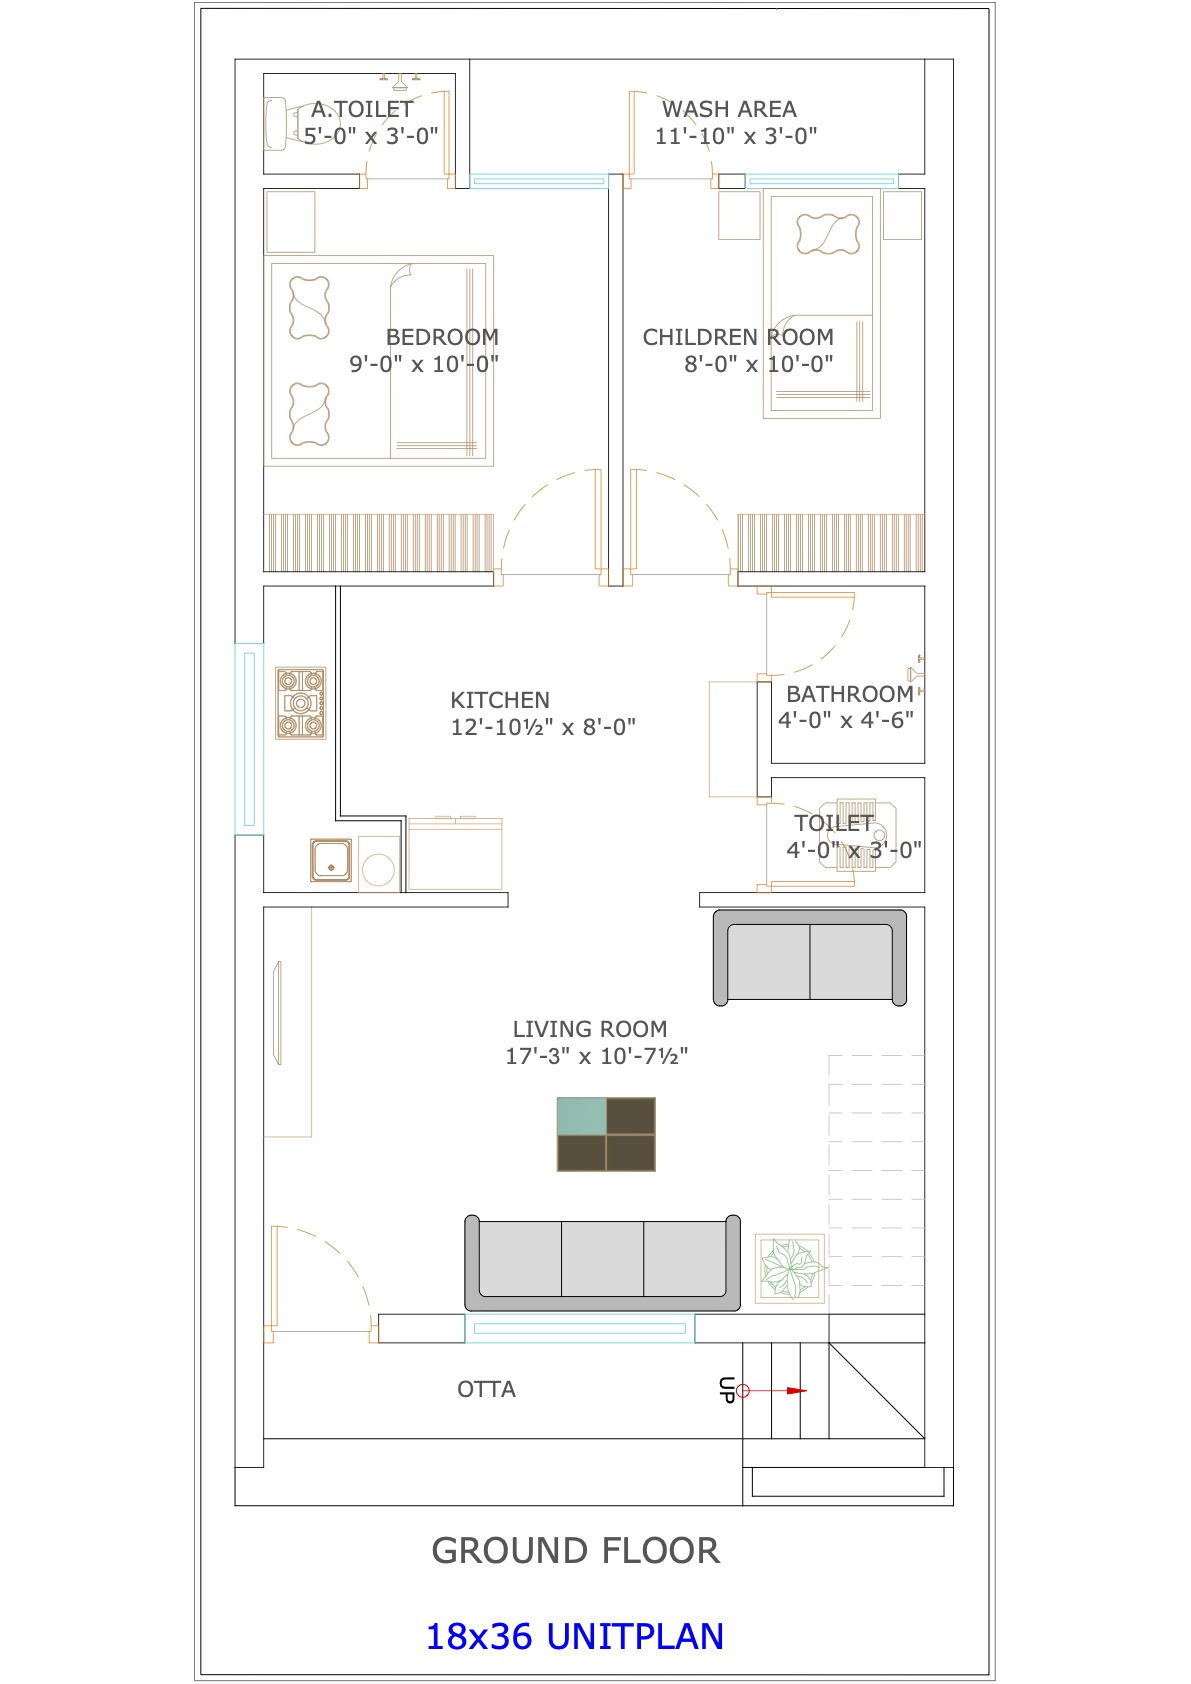 A.TOILET
5'-0" x 3'-0"
WASH AREA
11'-10" x 3'-0"
BEDROOM
9'-0" x 10'-0"
CHILDREN ROOM
8'-0" x 10'-0"
KITCHEN
12'-10½" x 8'-0"
BATHROOM
4'-0" x 4'-6"
TOILET
4'-0" x 3'-0"
LIVING ROOM
17'-3" x 10'-7½"
OTTA
UP
GROUND FLOOR
18x36 UNITPLAN